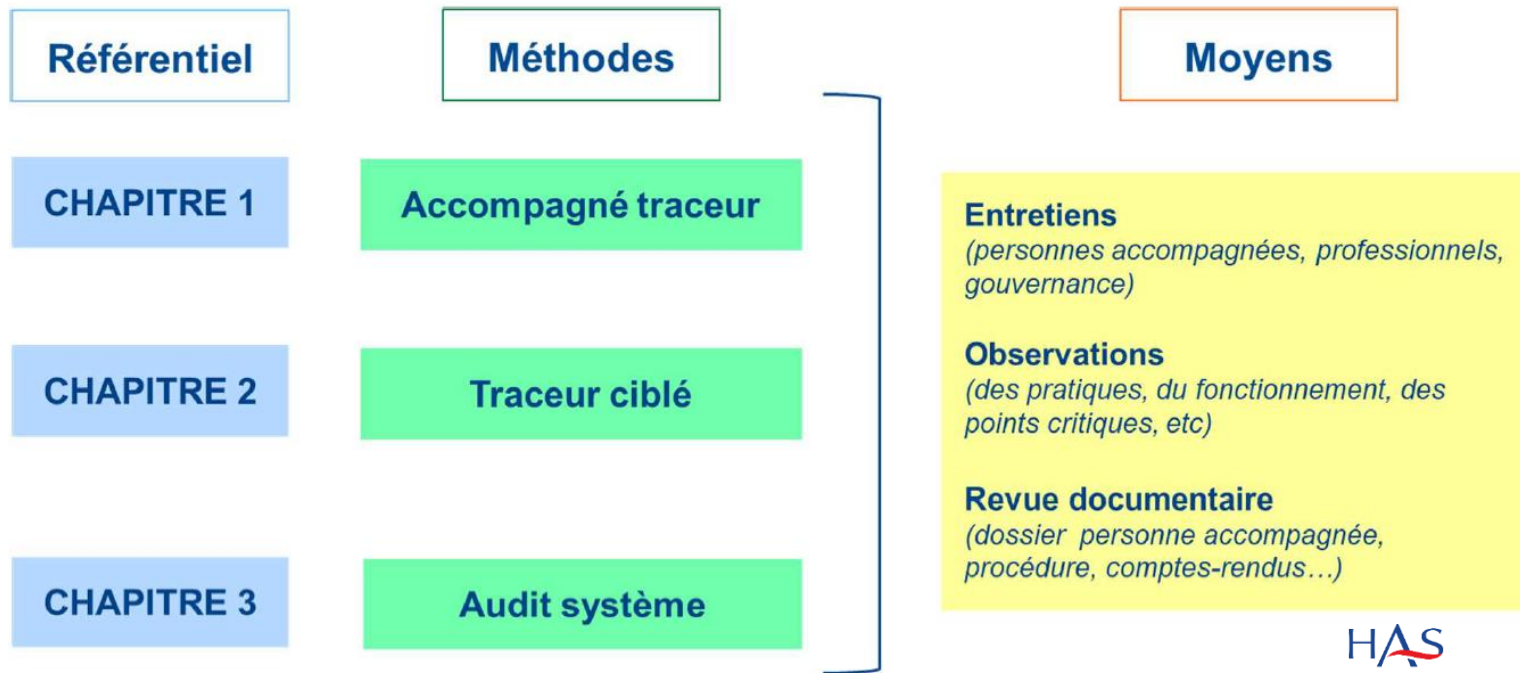 Référentiel
Méthodes
Moyens
CHAPITRE 1
Accompagné traceur
CHAPITRE 2
Traceur ciblé
CHAPITRE 3
Audit système
Entretiens
(personnes accompagnées, professionnels,
gouvernance)
Observations
(des pratiques, du fonctionnement, des
points critiques, etc)
Revue documentaire
(dossier personne accompagnée,
procédure, comptes-rendus…)
HAS